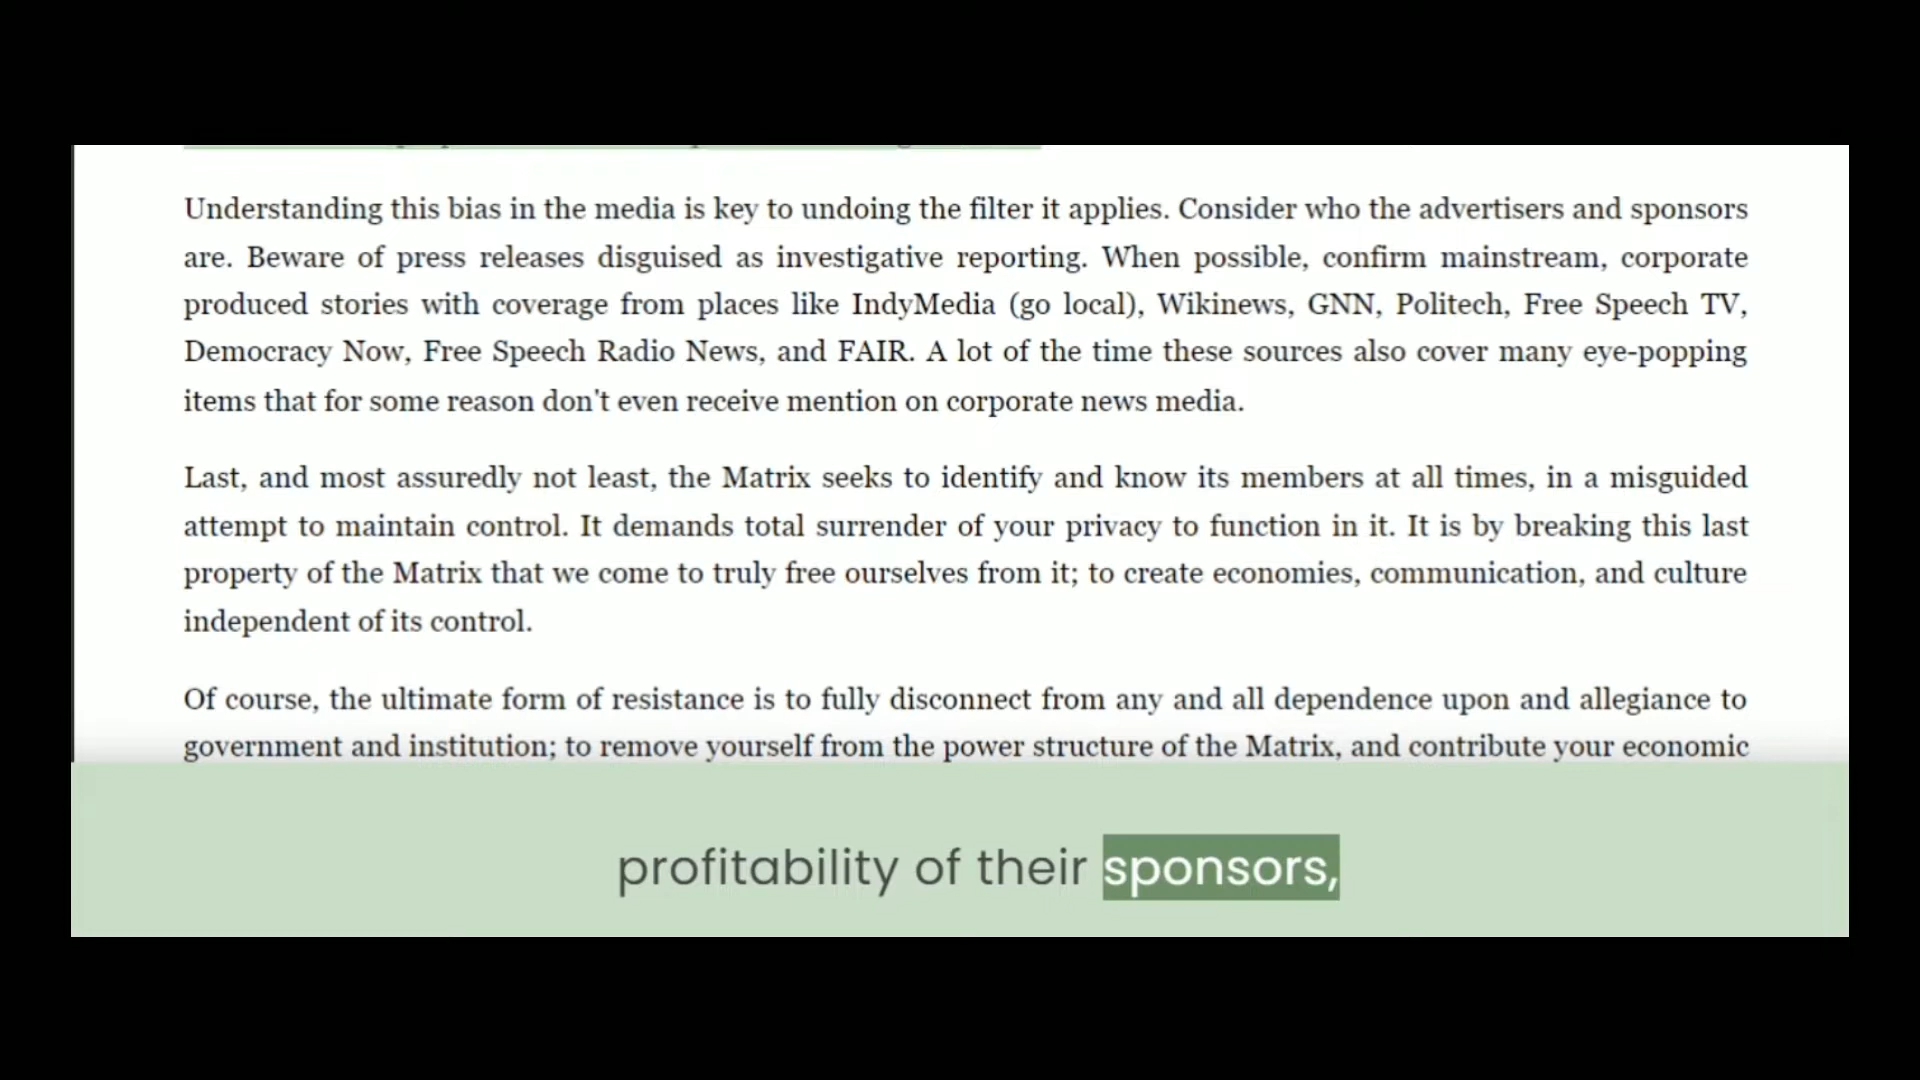 Understanding this bias in the media is key to undoing the filter it applies. Consider who the advertisers and sponsors
are. Beware of press releases disguised as investigative reporting. When possible, confirm mainstream, corporate
produced stories with coverage from places like IndyMedia (go local), Wikinews, GNN, Politech, Free Speech TV,
Democracy Now, Free Speech Radio News, and FAIR. A lot of the time these sources also cover many eye-popping
items that for some reason don't even receive mention on corporate news media.
Last, and most assuredly not least, the Matrix seeks to identify and know its members at all times, in a misguided
attempt to maintain control. It demands total surrender of your privacy to function in it. It is by breaking this last
property of the Matrix that we come to truly free ourselves from it; to create economies, communication, and culture
independent of its control.
Of course, the ultimate form of resistance is to fully disconnect from any and all dependence upon and allegiance to
government and institution; to remove yourself from the power structure of the Matrix, and contribute your economic
profitability of their sponsors,